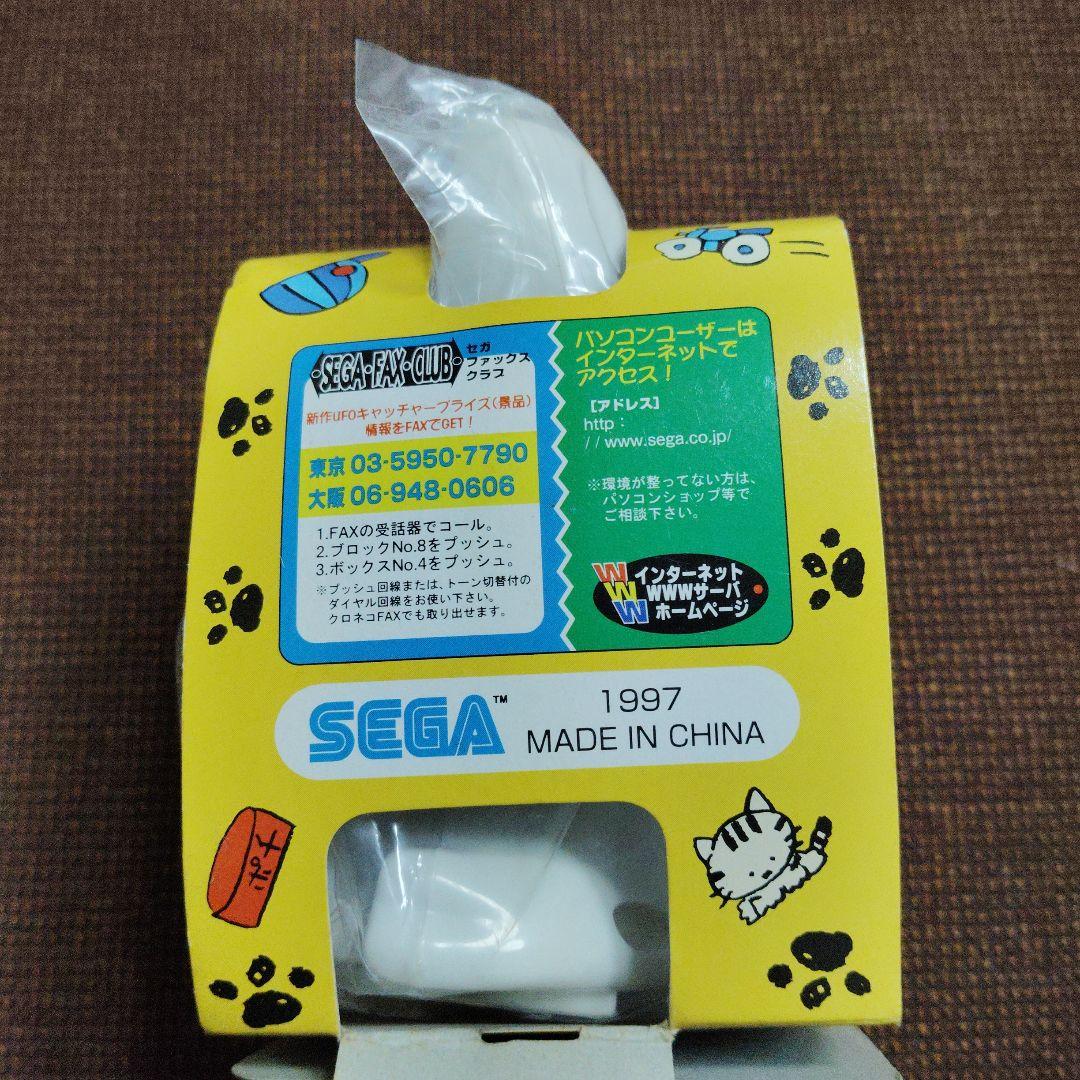 SEGA・FAX・CLUB
セガ
ファックス
クラブ
新作UFOキャッチャープライズ(景品)
情報をFAXでGET!
東京 03-5950-7790
大阪 06-948-0606
1.FAXの受話器でコール。
2.ブロックNo.8をプッシュ。
3.ボックスNo.4をプッシュ。
※プッシュ回線または、トーン切替付の
ダイヤル回線をお使い下さい。
クロネコFAXでも取り出せます。
パソコンユーザーは
インターネットで
アクセス!
【アドレス】
http:
//www.sega.co.jp/
※環境が整ってない方は、
パソコンショップ等で
ご相談下さい。
WWW
インターネット
WWWサーバ
ホームページ
SEGA™
1997
MADE IN CHINA